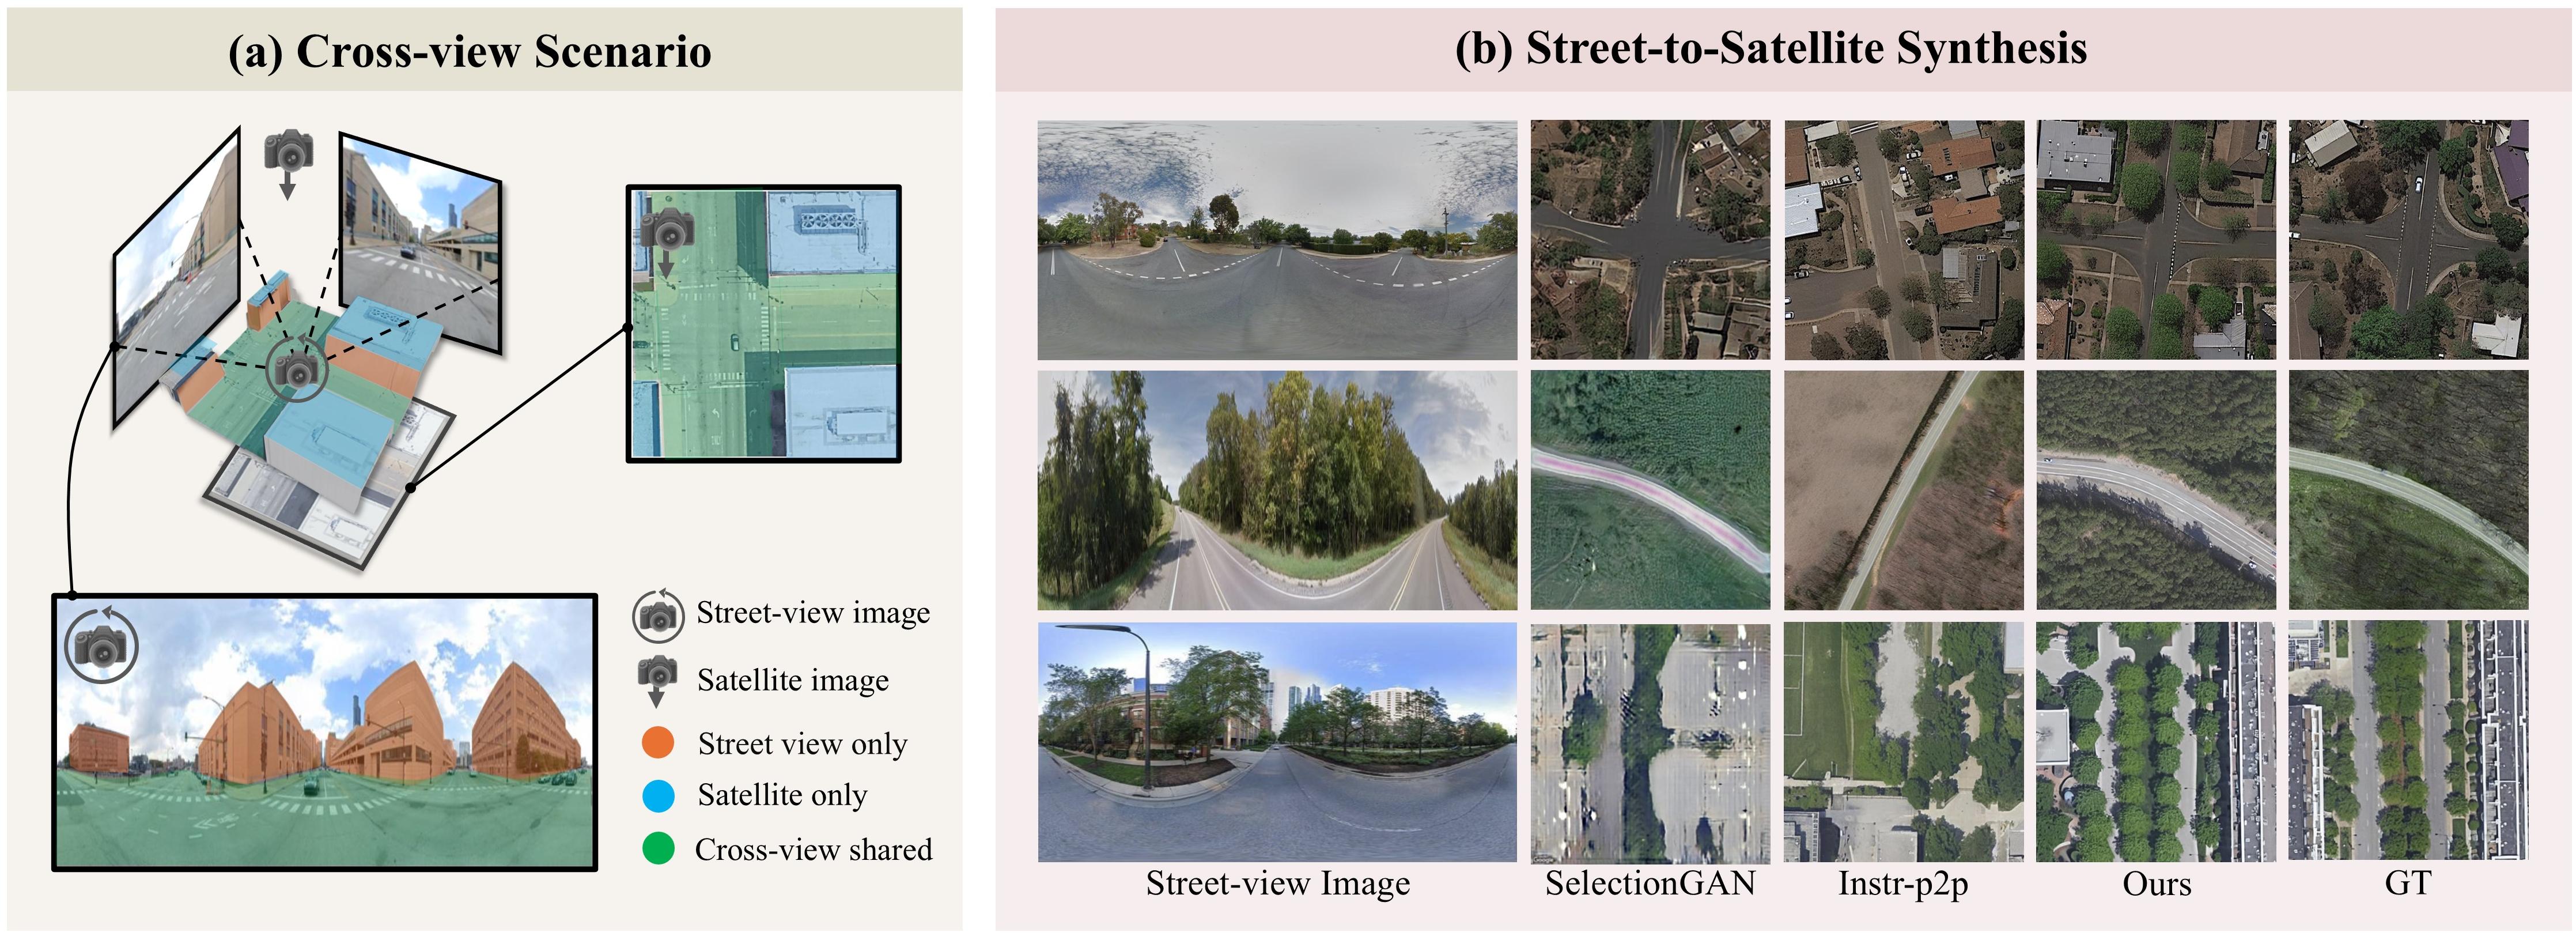 (a) Cross-view Scenario
Street-view image
Satellite image
Street view only
Satellite only
Cross-view shared
(b) Street-to-Satellite Synthesis
Street-view Image
SelectionGAN
Instr-p2p
Ours
GT